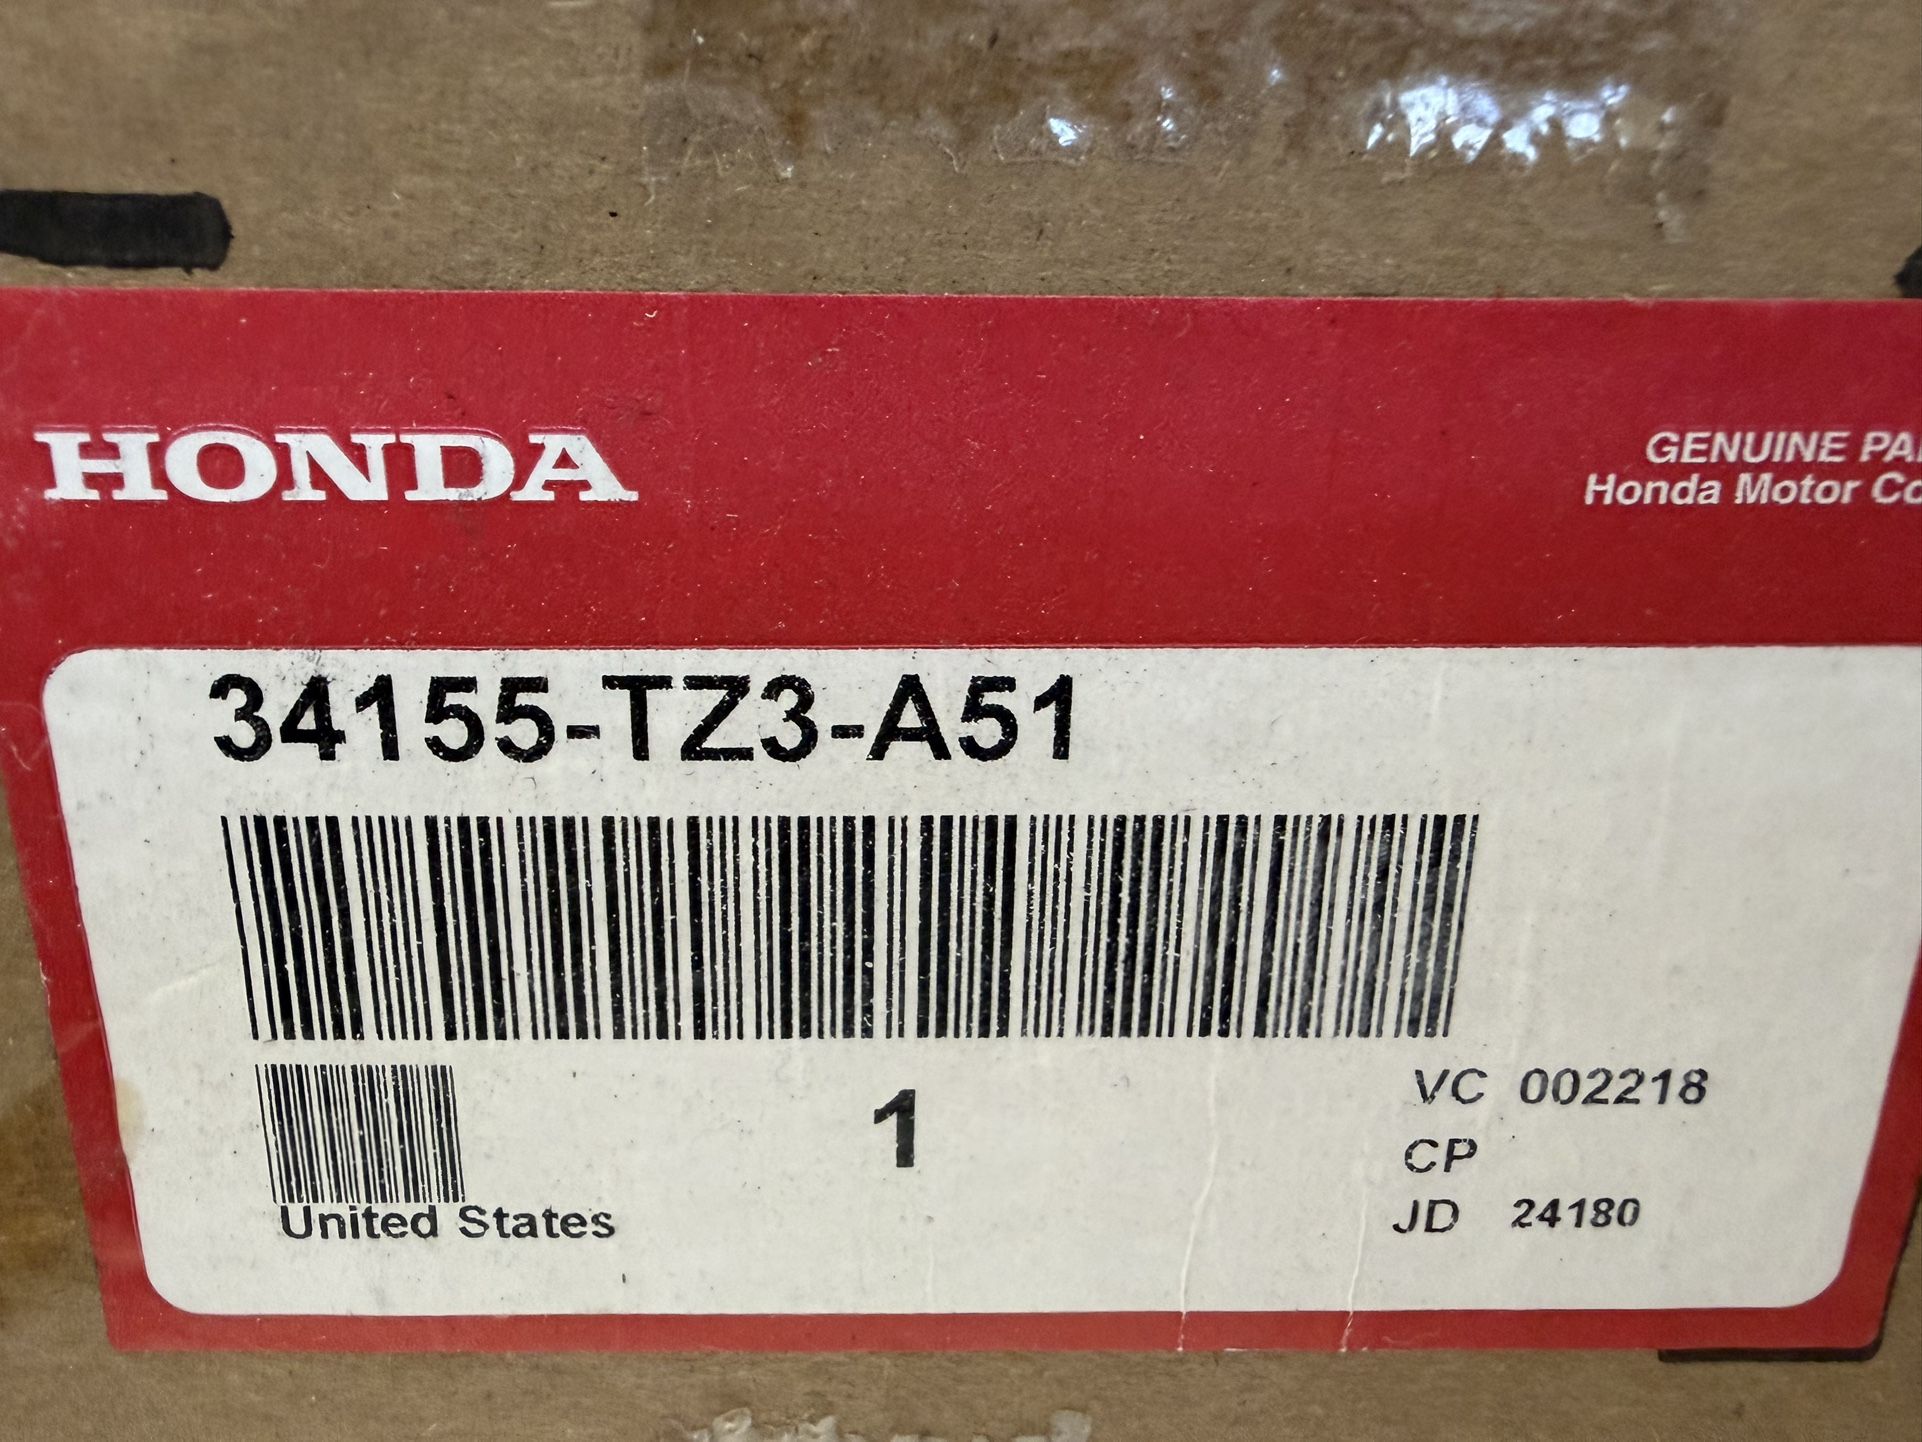 HONDA
GENUINE PA
Honda Motor Co
34155-TZ3-A51
1
VC 002218
CP
JD 24180
United States